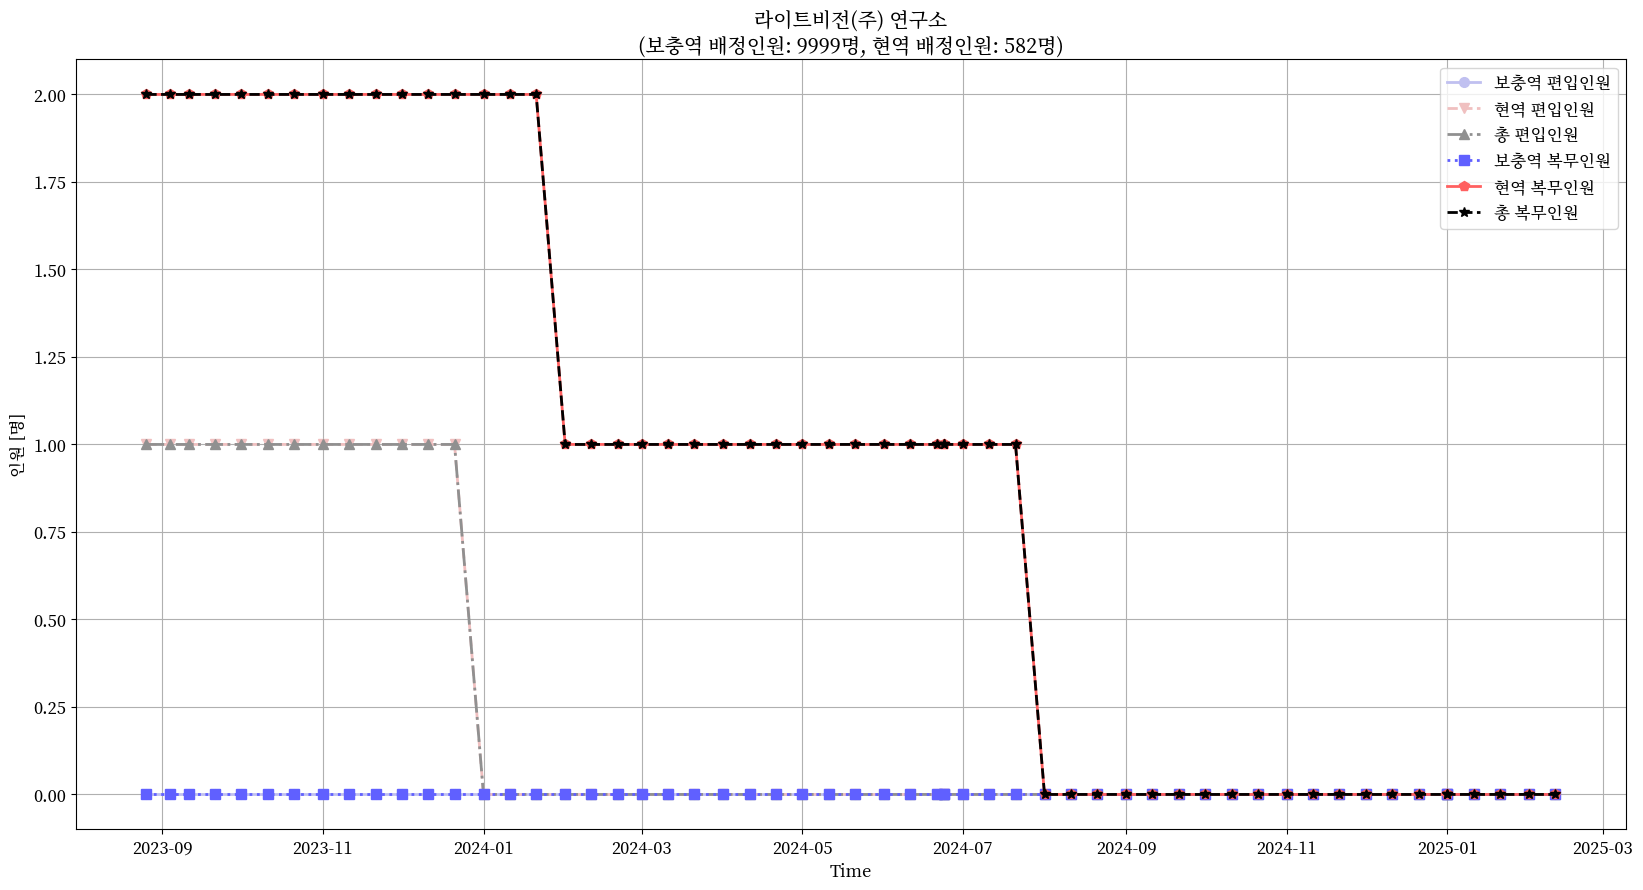 라이트비전(주) 연구소
(보충역 배정인원: 9999명, 현역 배정인원: 582명)
보충역 편입인원
현역 편입인원
총 편입인원
보충역 복무인원
현역 복무인원
총 복무인원
2.00
1.75
1.50
1.25
1.00
0.75
0.50
0.25
0.00
인원 [명]
2023-09
2023-11
2024-01
2024-03
2024-05
2024-07
2024-09
2024-11
2025-01
2025-03
Time